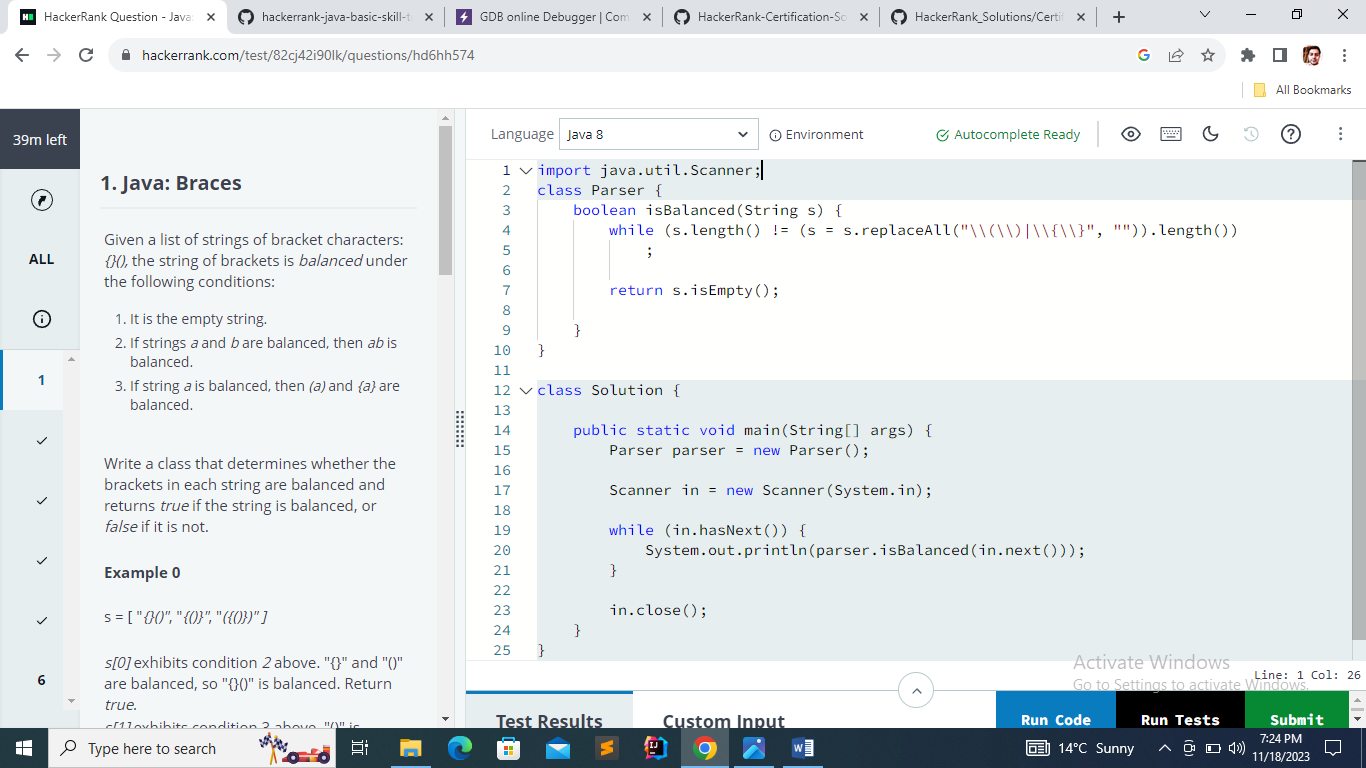 HackerRank Question - Java:
hackerrank-java-basic-skill-t
GDB online Debugger | Com
HackerRank-Certification-So
HackerRank_Solutions/Certi
hackerrank.com/test/82cj42i90lk/questions/hd6hh574
All Bookmarks
39m left
ALL
1
6
1. Java: Braces
Given a list of strings of bracket characters:
{}(), the string of brackets is balanced under
the following conditions:
1. It is the empty string.
2. If strings a and b are balanced, then ab is
balanced.
3. If string a is balanced, then (a) and {a} are
balanced.
Write a class that determines whether the
brackets in each string are balanced and
returns true if the string is balanced, or
false if it is not.
Example 0
s = [ "{}()", "{()}", "({()})" ]
s[0] exhibits condition 2 above. "{}" and "()"
are balanced, so "{}()" is balanced. Return
true.
s[1] exhibits condition 3 above. "()" is
Language Java 8 Environment Autocomplete Ready
1 import java.util.Scanner;
2 class Parser {
3 boolean isBalanced(String s) {
4 while (s.length() != (s = s.replaceAll("\\(\\)|\\{\\}", "")).length())
5 ;
6
7 return s.isEmpty();
8
9 }
10 }
11
12 class Solution {
13
14 public static void main(String[] args) {
15 Parser parser = new Parser();
16
17 Scanner in = new Scanner(System.in);
18
19 while (in.hasNext()) {
20 System.out.println(parser.isBalanced(in.next()));
21 }
22
23 in.close();
24 }
25 }
Activate Windows
Go to Settings to activate Windows.
Line: 1 Col: 26
Test Results Custom Input Run Code Run Tests Submit
Type here to search
14°C Sunny
7:24 PM
11/18/2023